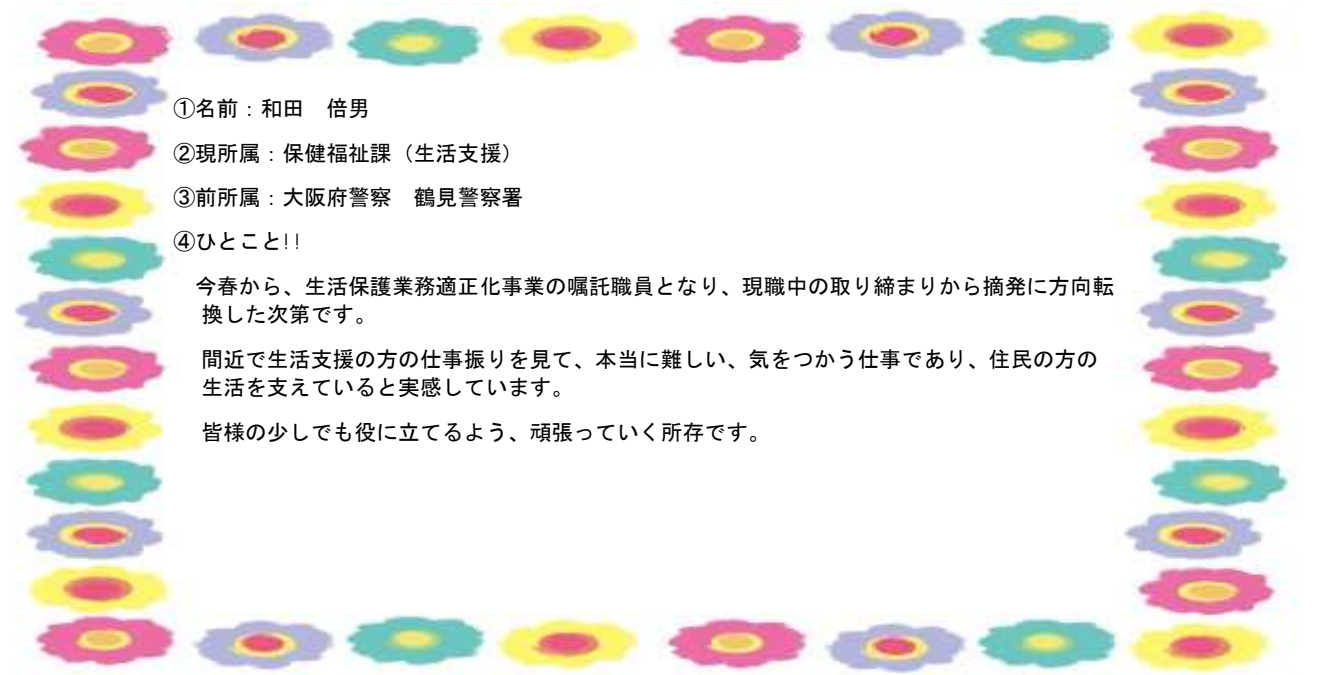 ①名前：和田　倍男
②現所属：保健福祉課（生活支援）
③前所属：大阪府警察　鶴見警察署
④ひとこと!!
今春から、生活保護業務適正化事業の嘱託職員となり、現職中の取り締まりから摘発に方向転
換した次第です。
間近で生活支援の方の仕事振りを見て、本当に難しい、気をつかう仕事であり、住民の方の
生活を支えていると実感しています。
皆様の少しでも役に立てるよう、頑張っていく所存です。